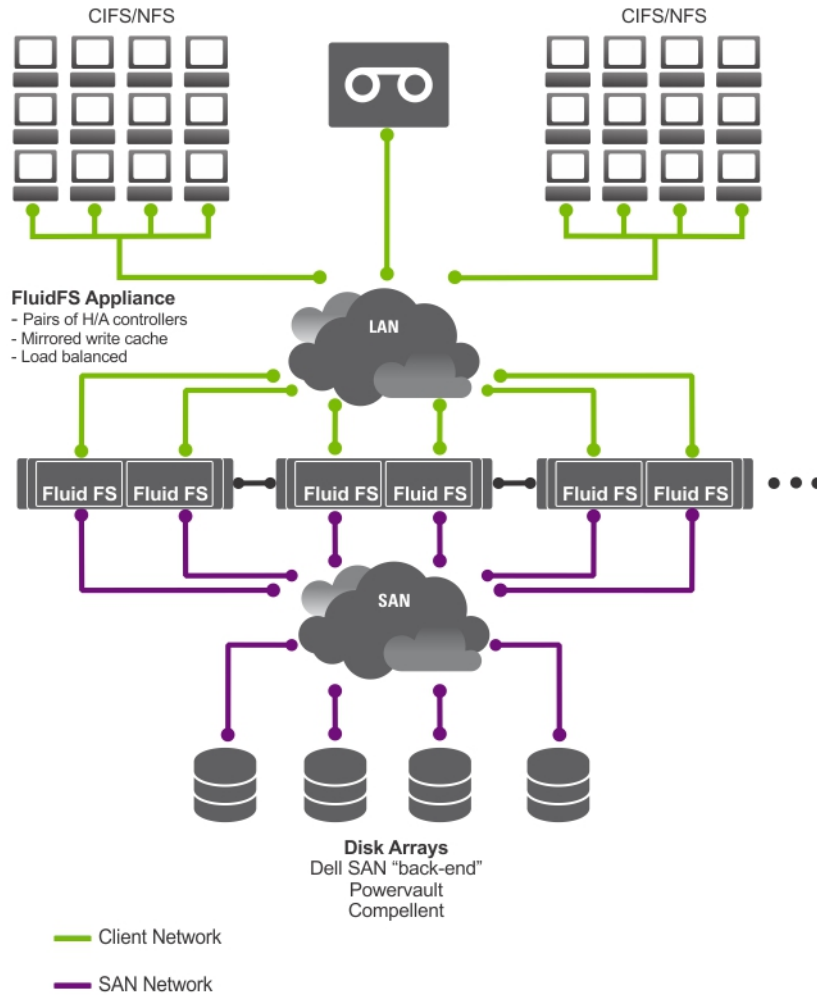 CIFS/NFS
CIFS/NFS
FluidFS Appliance
- Pairs of H/A controllers
- Mirrored write cache
- Load balanced
LAN
Fluid FS
Fluid FS
Fluid FS
Fluid FS
Fluid FS
Fluid FS
SAN
Disk Arrays
Dell SAN “back-end”
Powervault
Compellent
Client Network
SAN Network